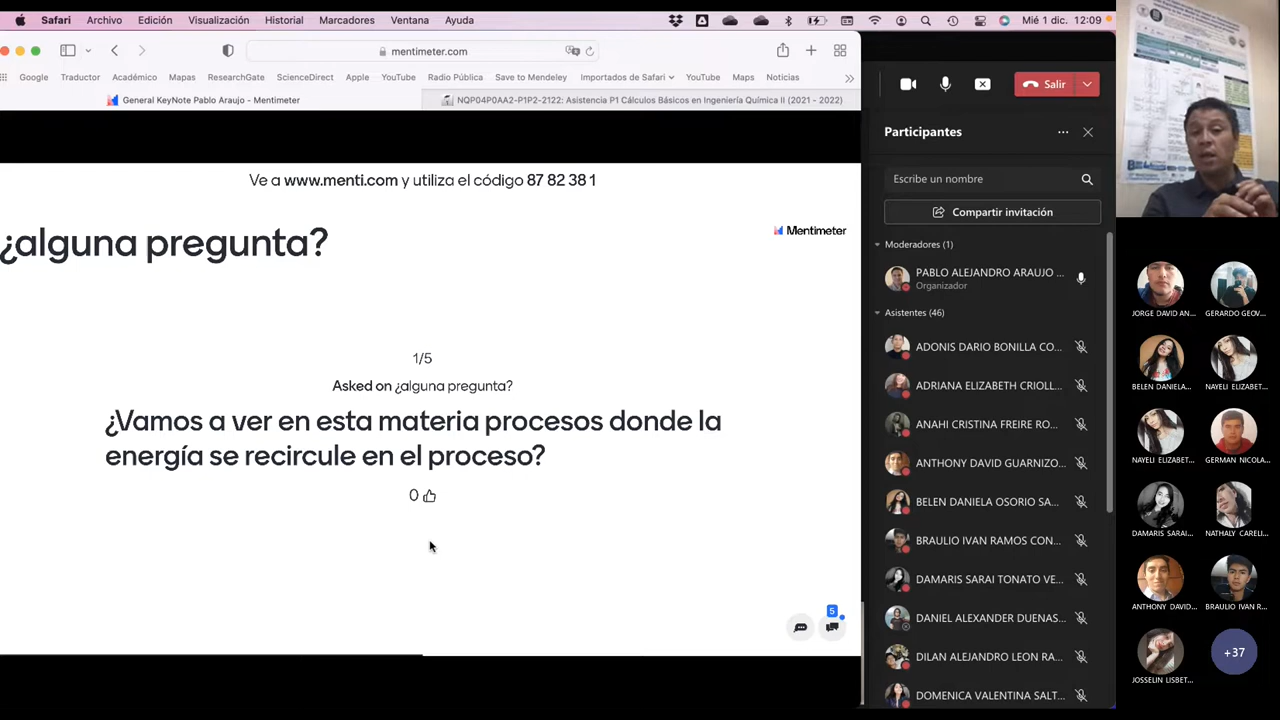 Safari Archivo Edición Visualización Historial Marcadores Ventana Ayuda
Mié 1 dic. 12:09
mentimeter.com
Google Traductor Académico Mapas ResearchGate ScienceDirect Apple YouTube Radio Pública Save to Mendeley Importados de Safari YouTube Maps Noticias
General KeyNote Pablo Araujo - Mentimeter
NQP04P0AA2-P1P2-2122: Asistencia P1 Cálculos Básicos en Ingeniería Química II (2021 - 2022)
Ve a www.menti.com y utiliza el código 87 82 38 1
¿alguna pregunta?
Mentimeter
1/5
Asked on ¿alguna pregunta?
¿Vamos a ver en esta materia procesos donde la
energía se recircule en el proceso?
0
5
Salir
Participantes
Escribe un nombre
Compartir invitación
Moderadores (1)
PABLO ALEJANDRO ARAUJO ...
Organizador
Asistentes (46)
ADONIS DARIO BONILLA CO...
ADRIANA ELIZABETH CRIOLL...
ANAHI CRISTINA FREIRE RO...
ANTHONY DAVID GUARNIZO...
BELEN DANIELA OSORIO SA...
BRAULIO IVAN RAMOS CON...
DAMARIS SARAI TONATO VE...
DANIEL ALEXANDER DUENAS...
DILAN ALEJANDRO LEON RA...
DOMENICA VALENTINA SALT...
JORGE DAVID AN...
GERARDO GEOV...
BELEN DANIELA...
NAYELI ELIZABET...
NAYELI ELIZABET...
GERMAN NICOLA...
DAMARIS SARAI...
NATHALY CARELI...
ANTHONY DAVID...
BRAULIO IVAN R...
JOSSELIN LISBET...
+37